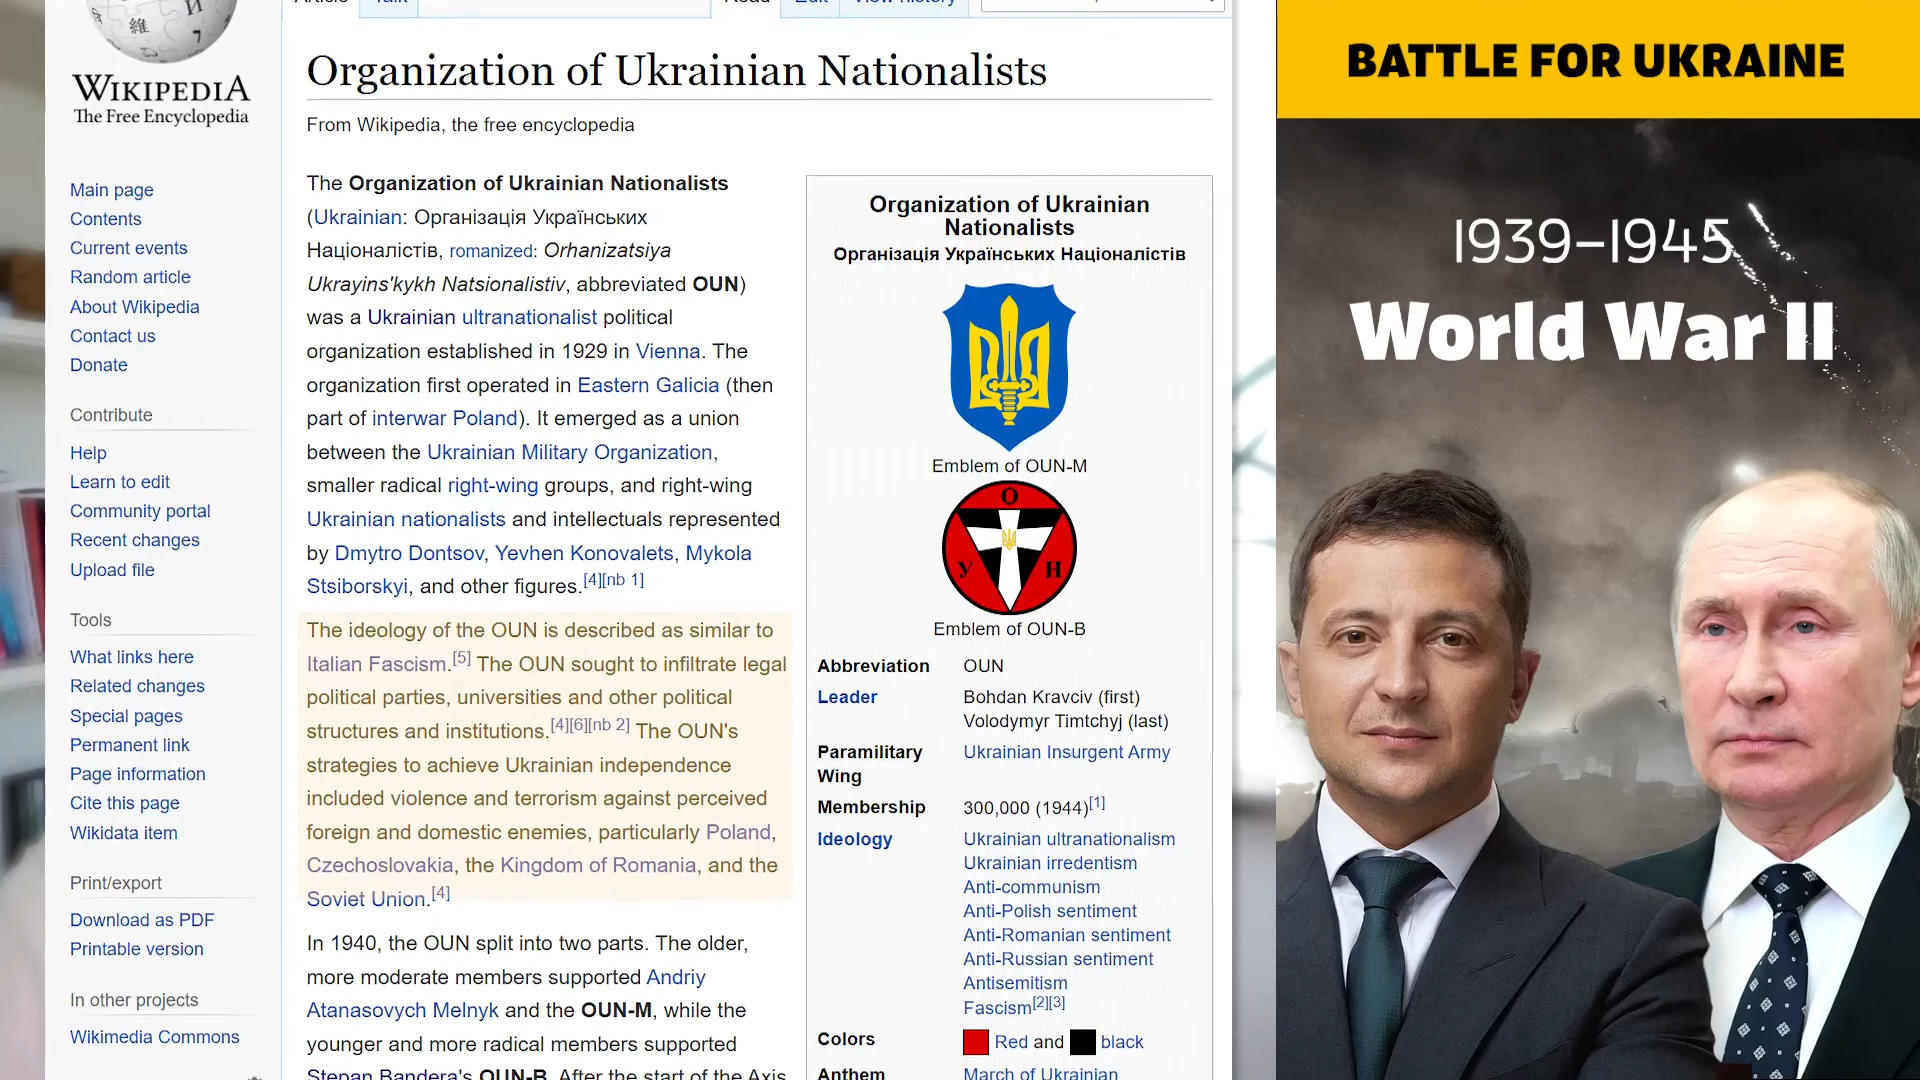 Read
WIKIPEDIA
The Free Encyclopedia
Main page
Contents
Current events
Random article
About Wikipedia
Contact us
Donate
Contribute
Help
Learn to edit
Community portal
Recent changes
Upload file
Tools
What links here
Related changes
Special pages
Permanent link
Page information
Cite this page
Wikidata item
Print/export
Download as PDF
Printable version
In other projects
Wikimedia Commons
Organization of Ukrainian Nationalists
From Wikipedia, the free encyclopedia
The Organization of Ukrainian Nationalists
(Ukrainian: Організація Українських
Націоналістів, romanized: Orhanizatsiya
Ukrayins'kykh Natsionalistiv, abbreviated OUN)
was a Ukrainian ultranationalist political
organization established in 1929 in Vienna. The
organization first operated in Eastern Galicia (then
part of interwar Poland). It emerged as a union
between the Ukrainian Military Organization,
smaller radical right-wing groups, and right-wing
Ukrainian nationalists and intellectuals represented
by Dmytro Dontsov, Yevhen Konovalets, Mykola
Stsiborskyi, and other figures.[4][nb 1]
The ideology of the OUN is described as similar to
Italian Fascism.[5] The OUN sought to infiltrate legal
political parties, universities and other political
structures and institutions.[4][6][nb 2] The OUN's
strategies to achieve Ukrainian independence
included violence and terrorism against perceived
foreign and domestic enemies, particularly Poland,
Czechoslovakia, the Kingdom of Romania, and the
Soviet Union.[4]
In 1940, the OUN split into two parts. The older,
more moderate members supported Andriy
Atanasovych Melnyk and the OUN-M, while the
younger and more radical members supported
Stepan Bandera's OUN-B. After the start of the Axis
Organization of Ukrainian
Nationalists
Організація Українських Націоналістів
Emblem of OUN-M
О
У Н
Emblem of OUN-B
Abbreviation OUN
Leader Bohdan Kravciv (first)
Volodymyr Timtchyj (last)
Paramilitary Ukrainian Insurgent Army
Wing
Membership 300,000 (1944)[1]
Ideology Ukrainian ultranationalism
Ukrainian irredentism
Anti-communism
Anti-Polish sentiment
Anti-Romanian sentiment
Anti-Russian sentiment
Antisemitism
Fascism[2][3]
Colors Red and black
Anthem March of Ukrainian
BATTLE FOR UKRAINE
1939–1945
World War II